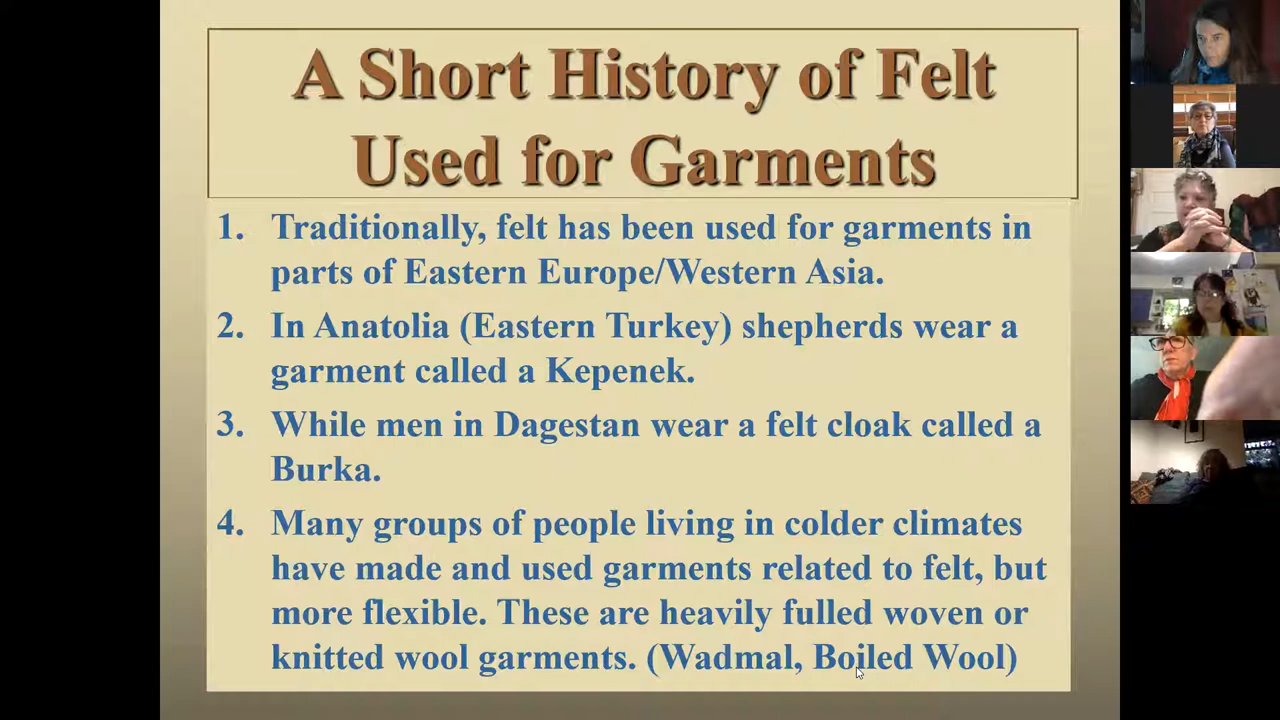 A Short History of Felt
Used for Garments
1. Traditionally, felt has been used for garments in
parts of Eastern Europe/Western Asia.
2. In Anatolia (Eastern Turkey) shepherds wear a
garment called a Kepenek.
3. While men in Dagestan wear a felt cloak called a
Burka.
4. Many groups of people living in colder climates
have made and used garments related to felt, but
more flexible. These are heavily fulled woven or
knitted wool garments. (Wadmal, Boiled Wool)